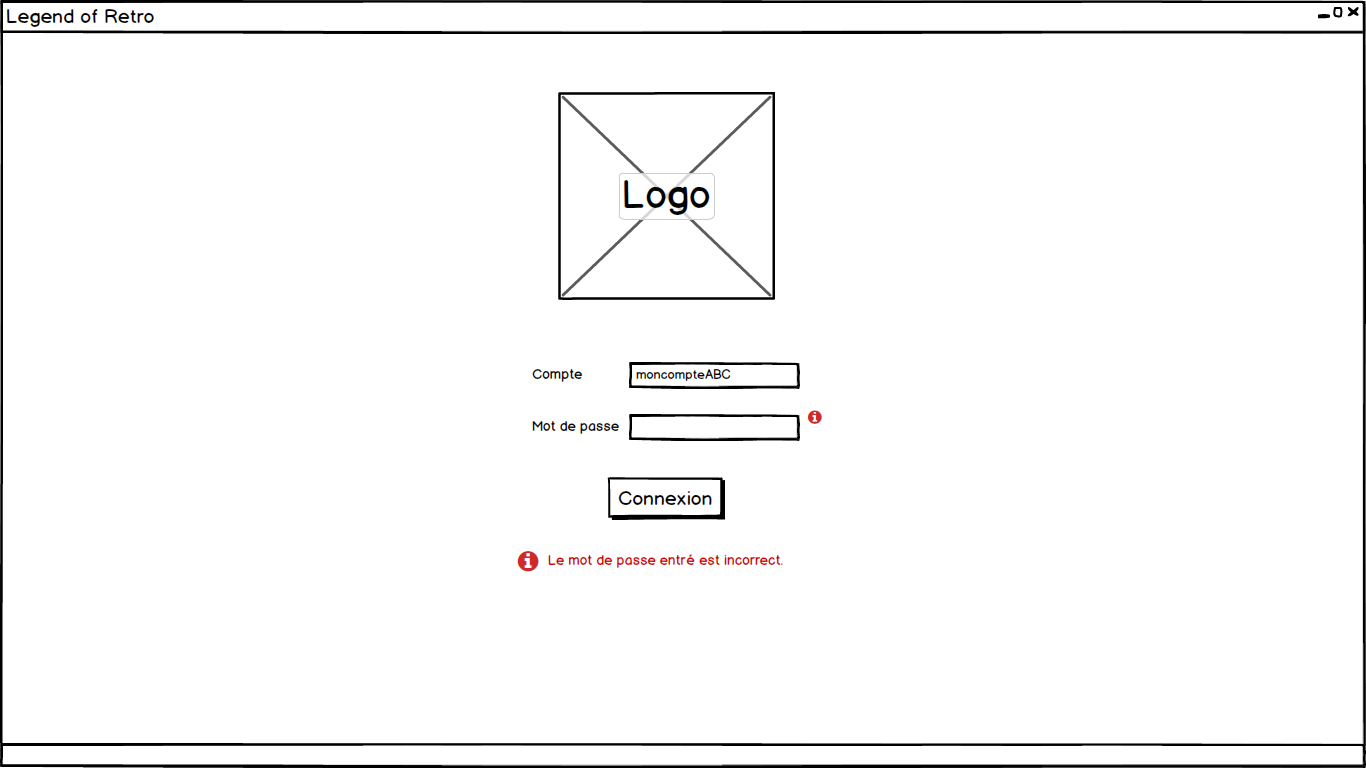 Legend of Retro
Logo
Compte
moncompteABC
Mot de passe
Connexion
Le mot de passe entré est incorrect.